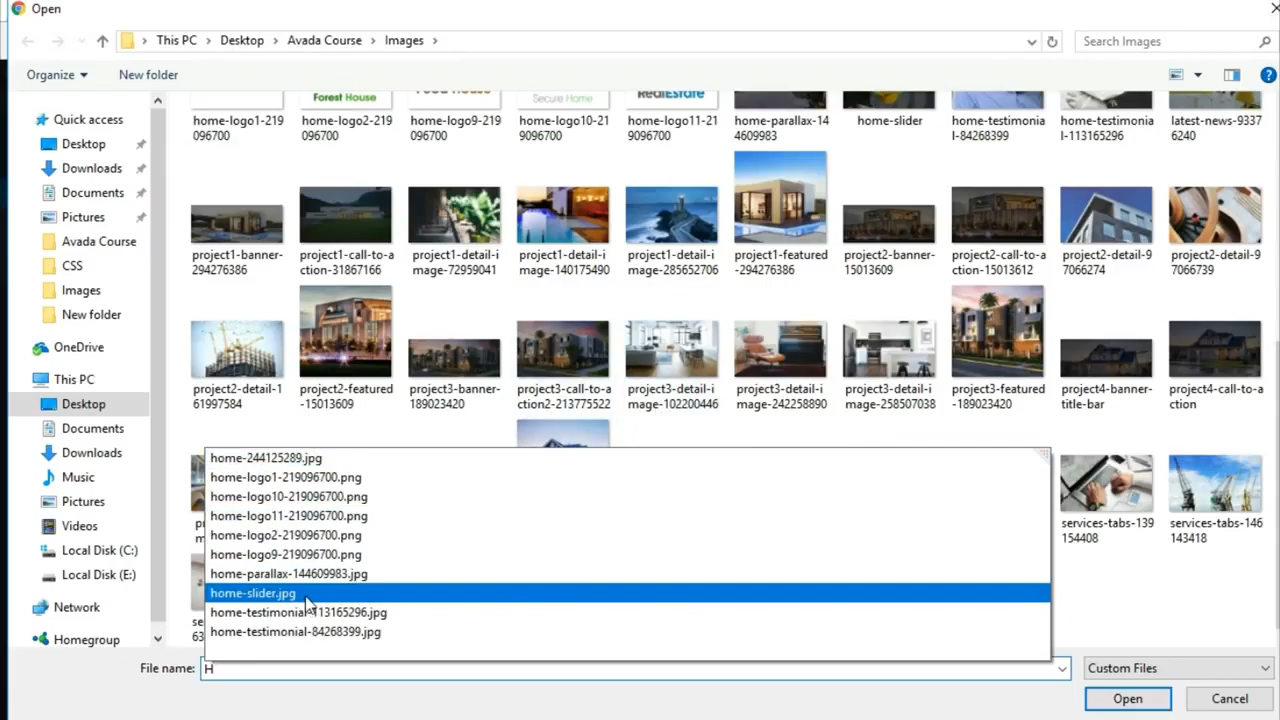 Open
This PC
Desktop
Avada Course
Images
Search Images
Organize
New folder
Quick access
Desktop
Downloads
Documents
Pictures
Avada Course
CSS
Images
New folder
OneDrive
This PC
Desktop
Documents
Downloads
Music
Pictures
Videos
Local Disk (C:)
Local Disk (E:)
Network
Homegroup
Forest House
Secure Home
RealEstate
home-logo1-219
096700
home-logo2-219
096700
home-logo9-219
096700
home-logo10-21
9096700
home-logo11-21
9096700
home-parallax-14
4609983
home-slider
home-testimonia
l-84268399
home-testimonia
l-113165296
latest-news-9337
6240
project1-banner-
294276386
project1-call-to-a
ction-31867166
project1-detail-i
mage-72959041
project1-detail-i
mage-140175490
project1-detail-i
mage-285652706
project1-featured
-294276386
project2-banner-
15013609
project2-call-to-a
ction-15013612
project2-detail-9
7066274
project2-detail-9
7066739
project2-detail-1
61997584
project2-featured
-15013609
project3-banner-
189023420
project3-call-to-a
ction2-213775522
project3-detail-i
mage-102200446
project3-detail-i
mage-242258890
project3-detail-i
mage-258507038
project3-featured
-189023420
project4-banner-
title-bar
project4-call-to-a
ction
services-tabs-139
154408
services-tabs-146
143418
home-244125289.jpg
home-logo1-219096700.png
home-logo10-219096700.png
home-logo11-219096700.png
home-logo2-219096700.png
home-logo9-219096700.png
home-parallax-144609983.jpg
home-slider.jpg
home-testimonial-113165296.jpg
home-testimonial-84268399.jpg
File name:
H
Custom Files
Open
Cancel